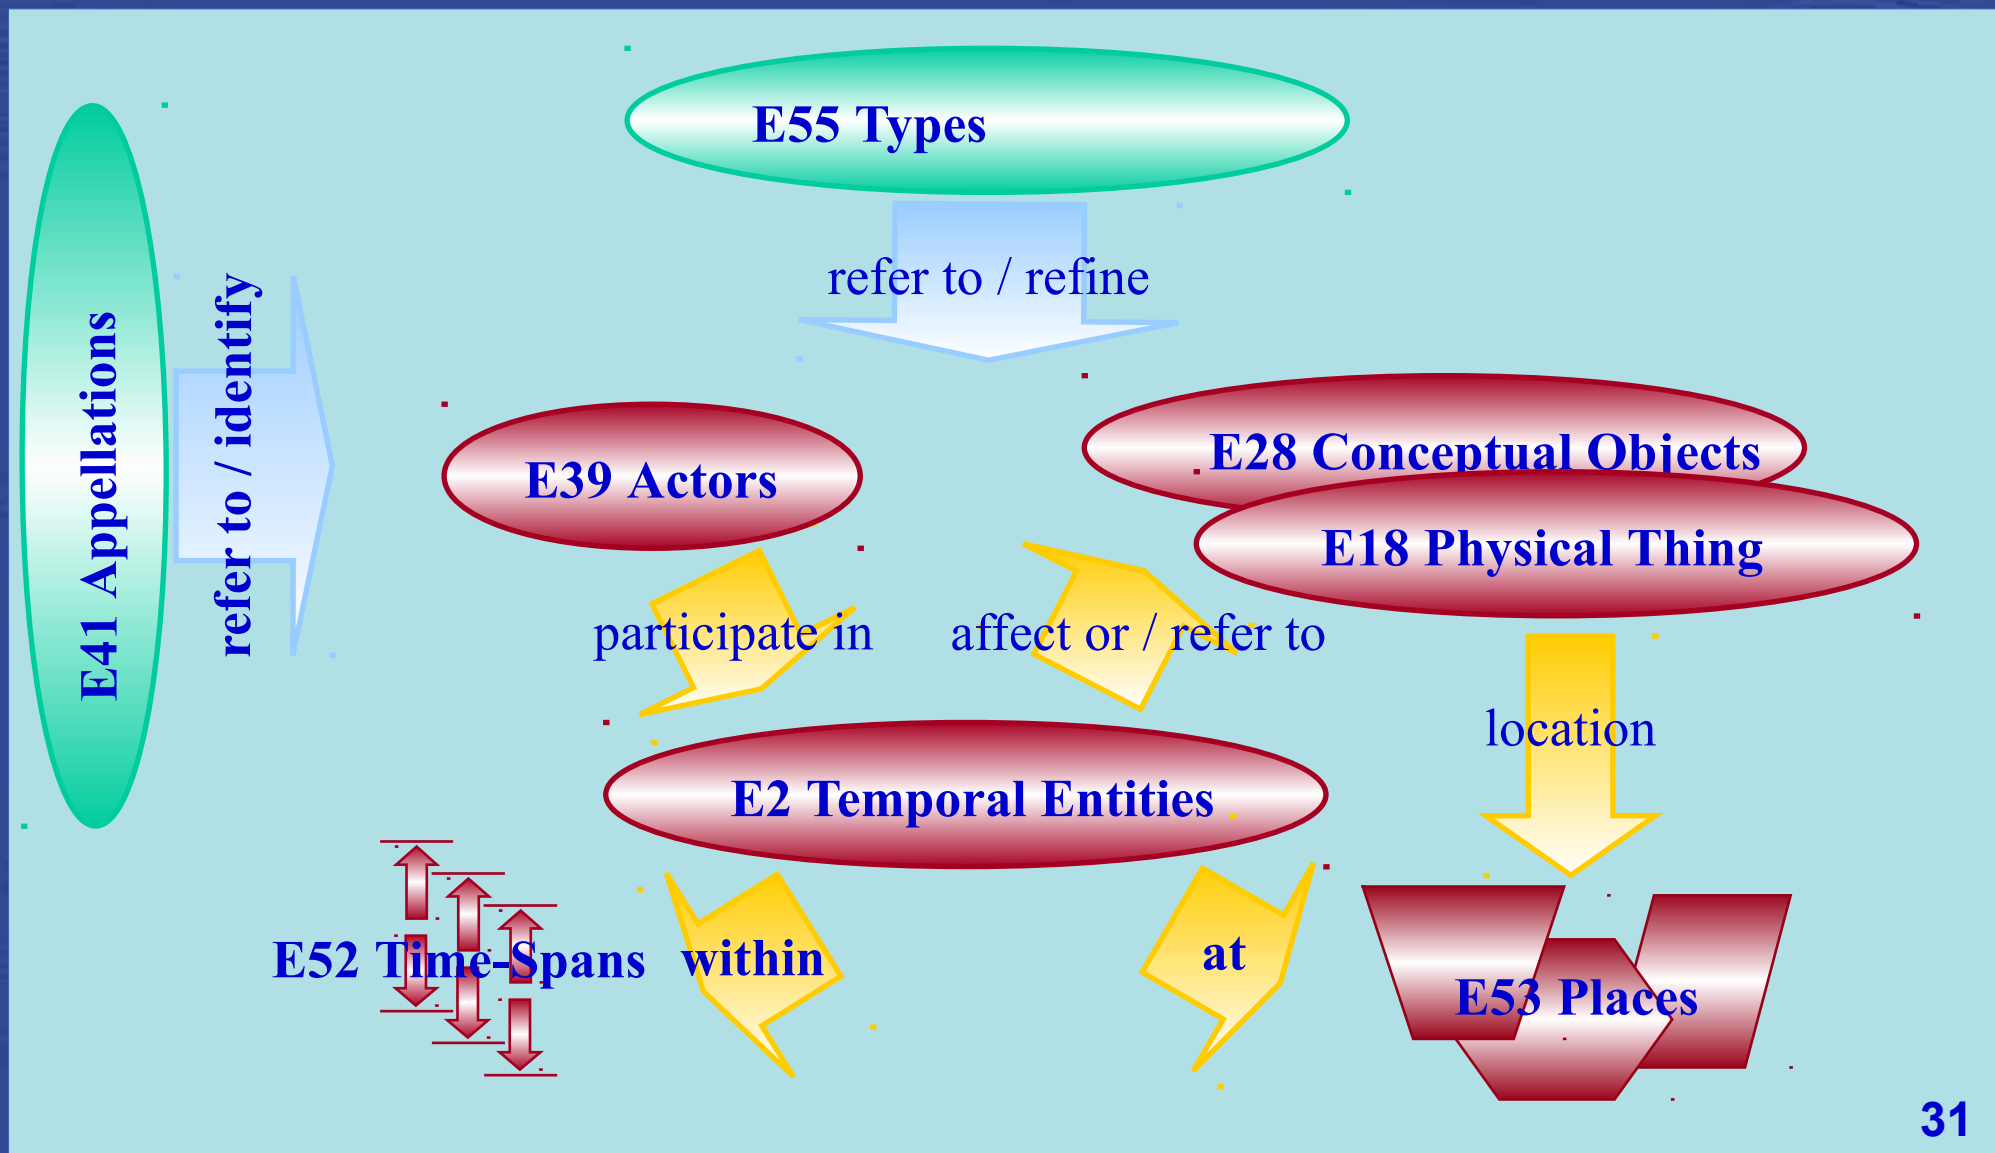 E55 Types
refer to / refine
E41 Appellations
refer to / identify
E39 Actors
E28 Conceptual Objects
E18 Physical Thing
participate in
affect or / refer to
location
E2 Temporal Entities
E52 Time-Spans
within
at
E53 Places
31